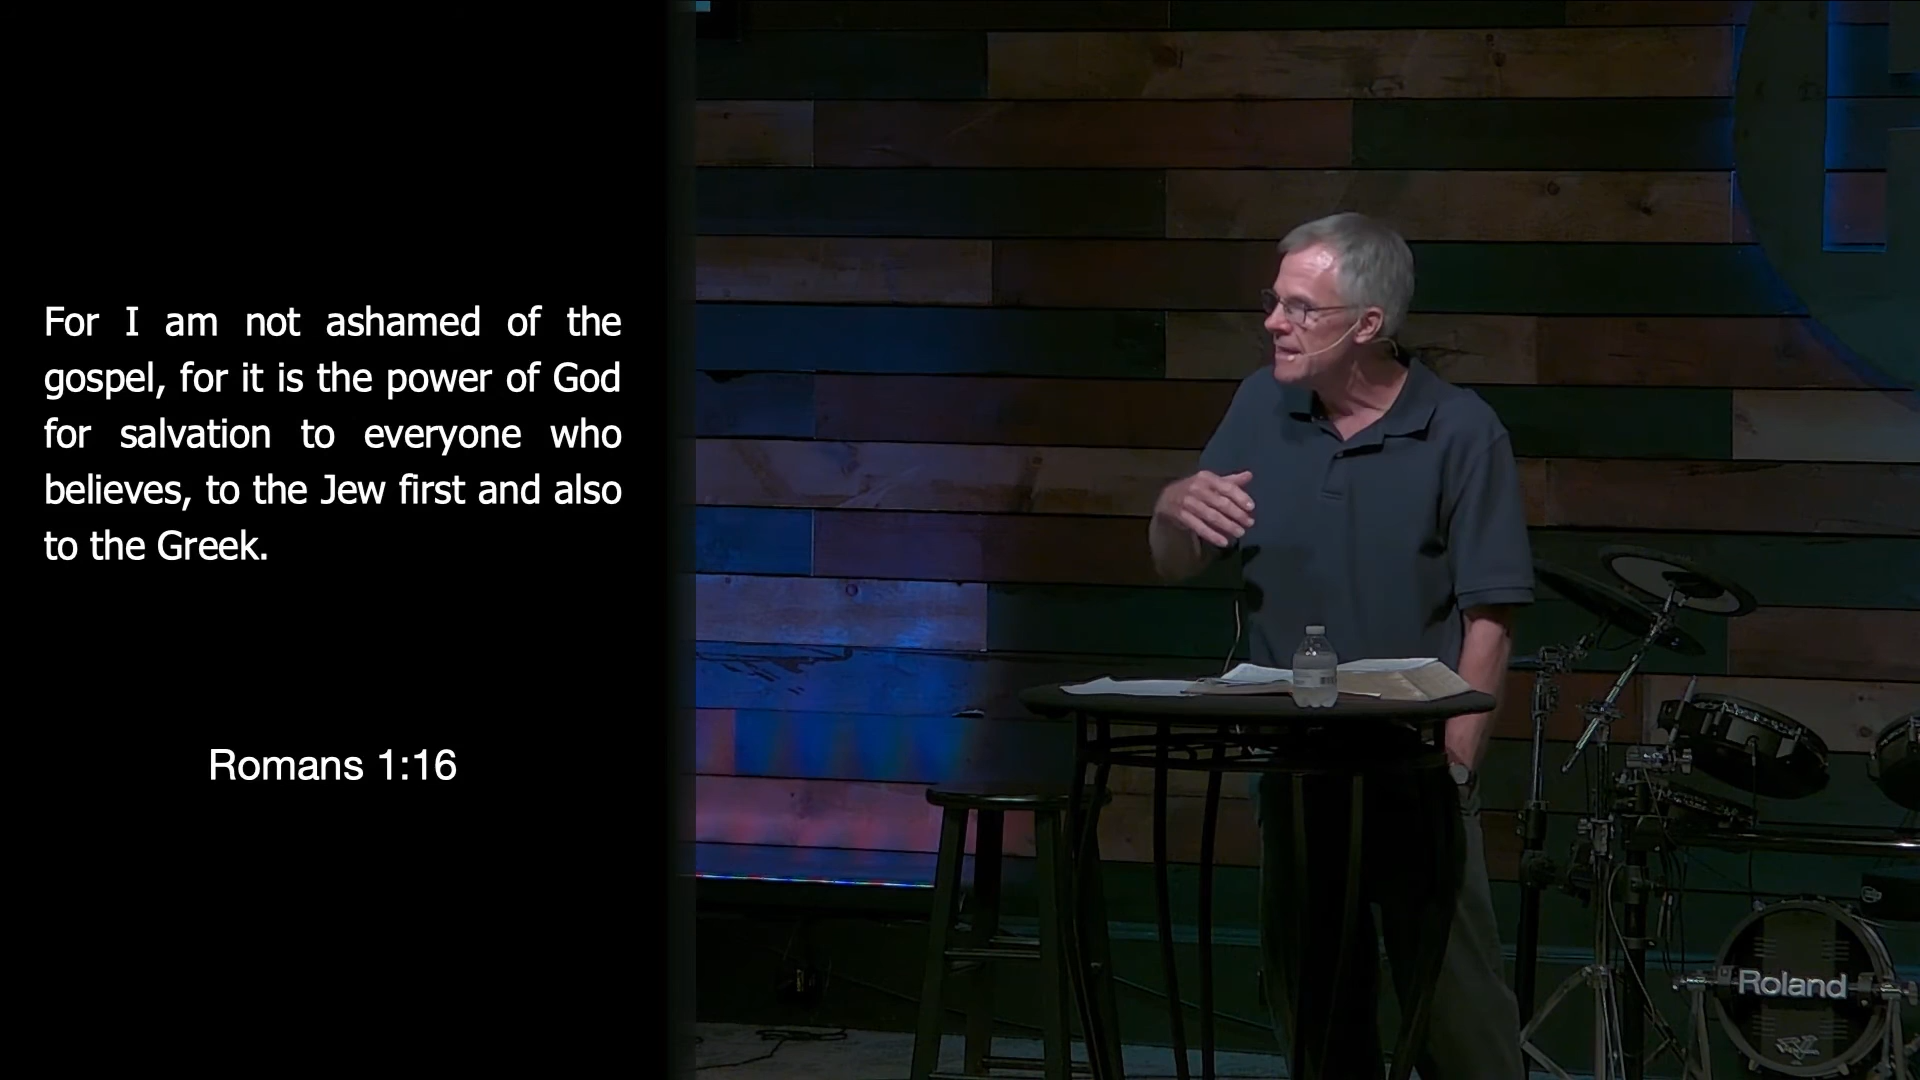 For I am not ashamed of the
gospel, for it is the power of God
for salvation to everyone who
believes, to the Jew first and also
to the Greek.
Romans 1:16
Roland